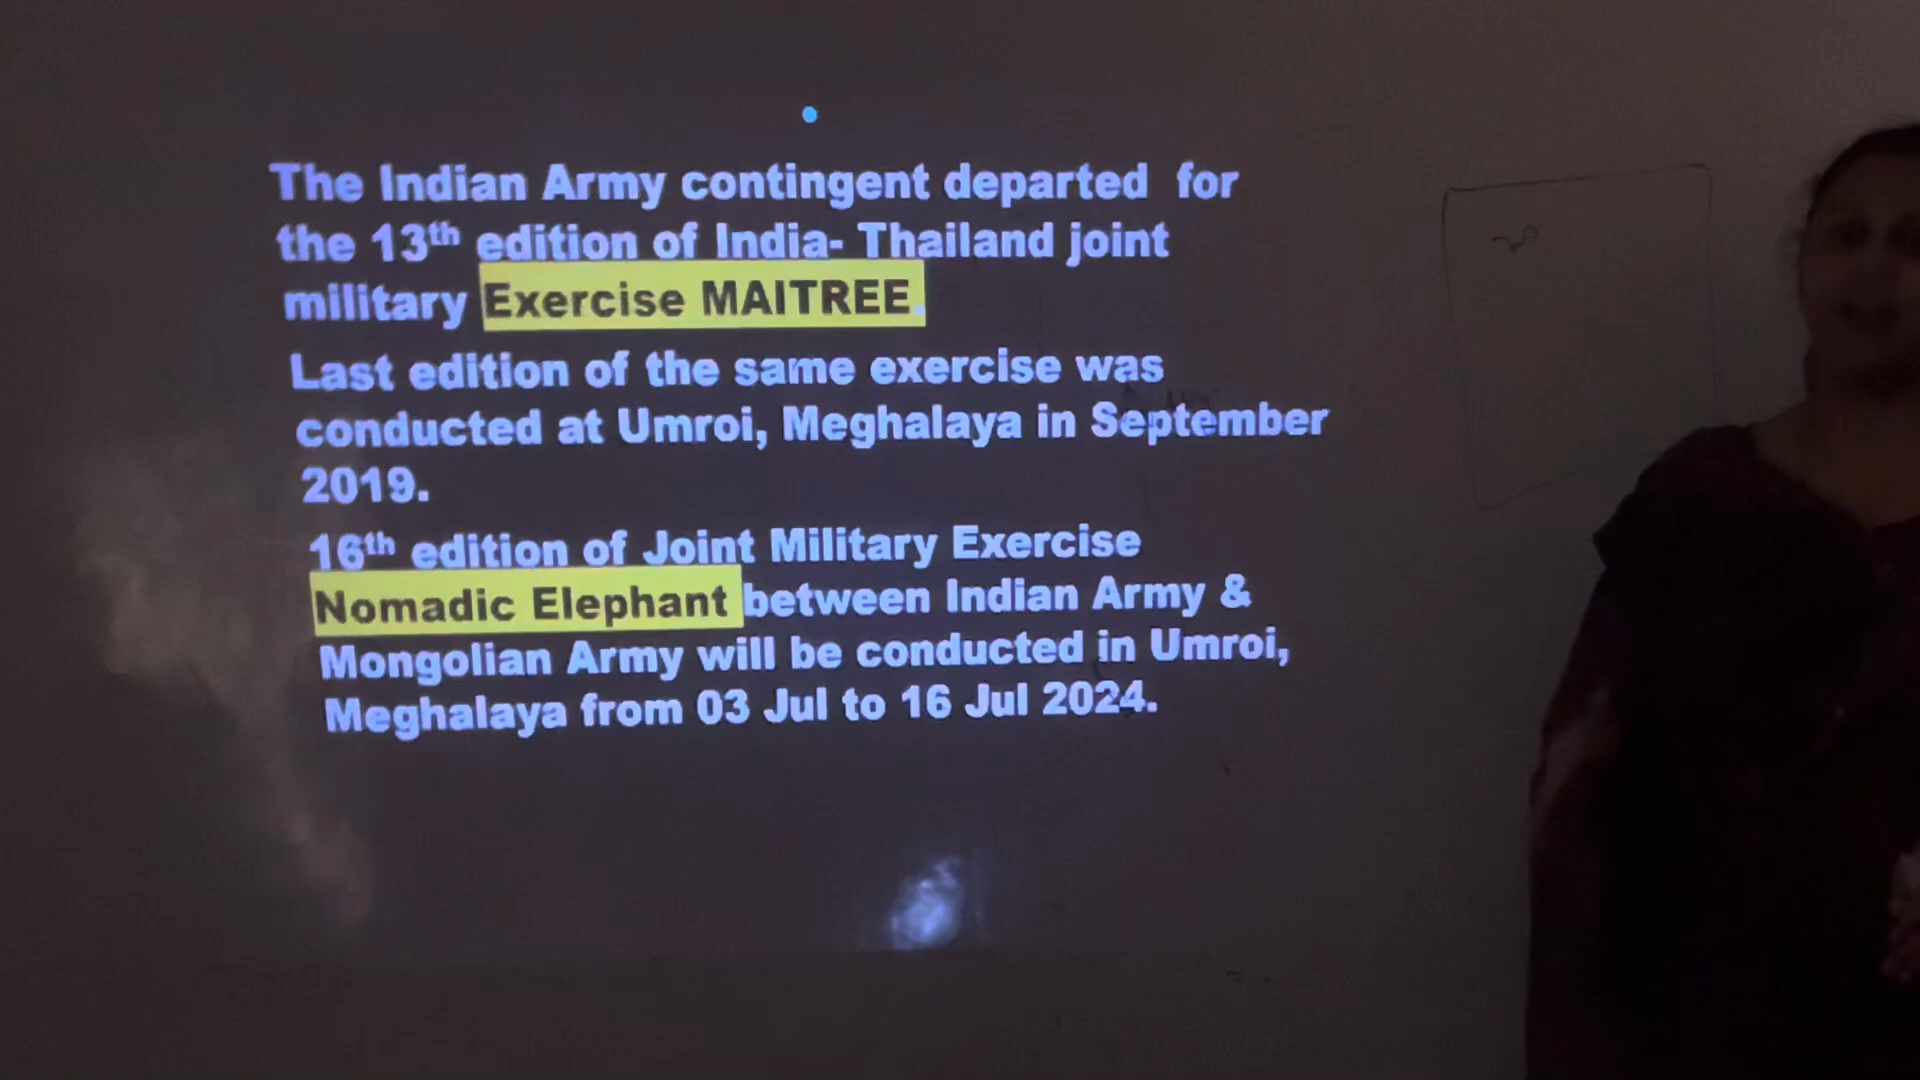 The Indian Army contingent departed for
the 13th edition of India- Thailand joint
military Exercise MAITREE.
Last edition of the same exercise was
conducted at Umroi, Meghalaya in September
2019.
16th edition of Joint Military Exercise
Nomadic Elephant between Indian Army &
Mongolian Army will be conducted in Umroi,
Meghalaya from 03 Jul to 16 Jul 2024.